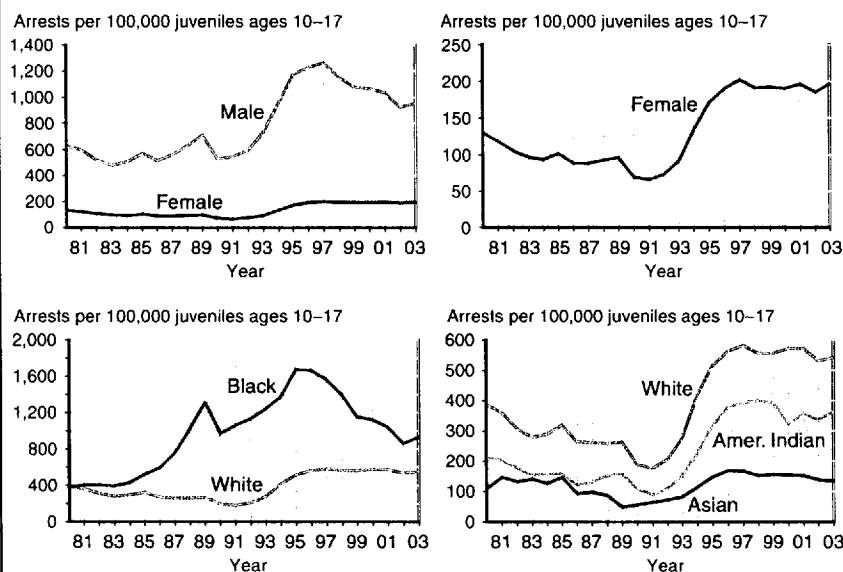 Arrests per 100,000 juveniles ages 10–17
1,400
1,200
1,000
800
600
400
200
0
Male
Female
81 83 85 87 89 91 93 95 97 99 01 03
Year
Arrests per 100,000 juveniles ages 10–17
250
200
150
100
50
0
Female
81 83 85 87 89 91 93 95 97 99 01 03
Year
Arrests per 100,000 juveniles ages 10–17
2,000
1,600
1,200
800
400
0
Black
White
81 83 85 87 89 91 93 95 97 99 01 03
Year
Arrests per 100,000 juveniles ages 10–17
600
500
400
300
200
100
0
White
Amer. Indian
Asian
81 83 85 87 89 91 93 95 97 99 01 03
Year